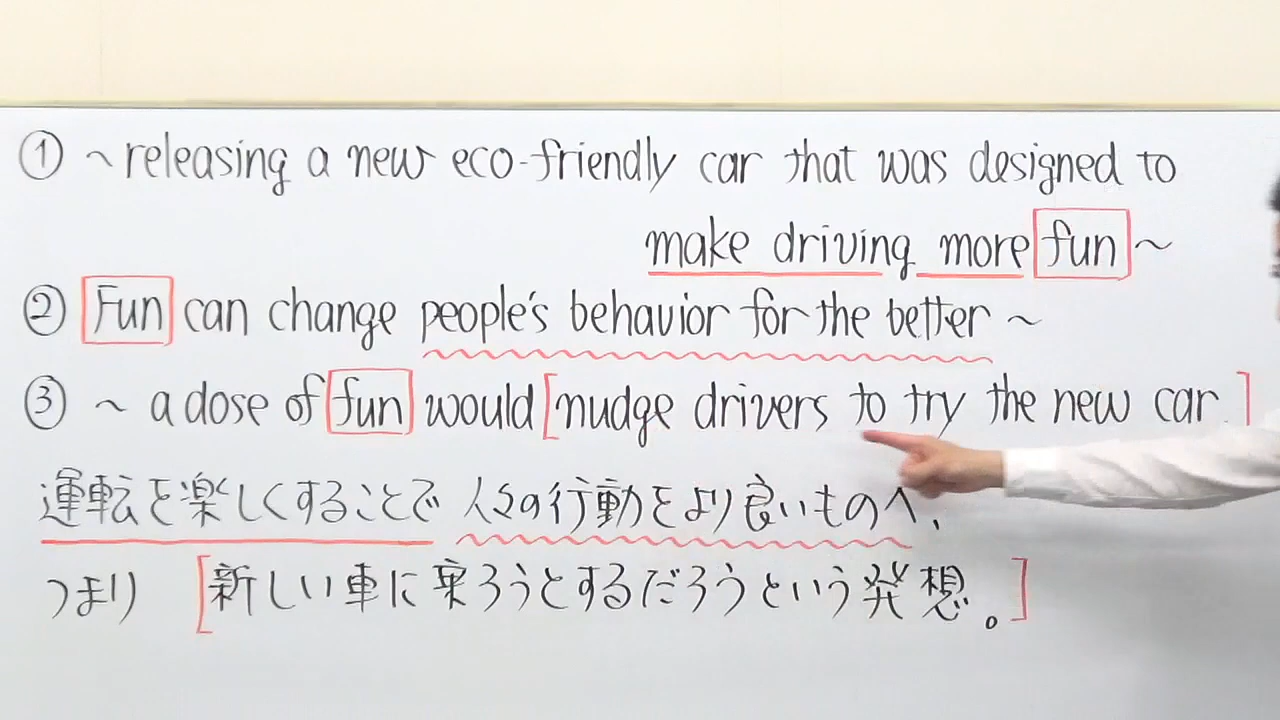 ① ～releasing a new eco-friendly car that was designed to
make driving more fun～
② Fun can change people's behavior for the better～
③ ～a dose of fun would [nudge drivers to try the new car.]
運転を楽しくすることで 人々の行動をより良いものへ、
つまり [新しい車に乗ろうとするだろうという発想。]